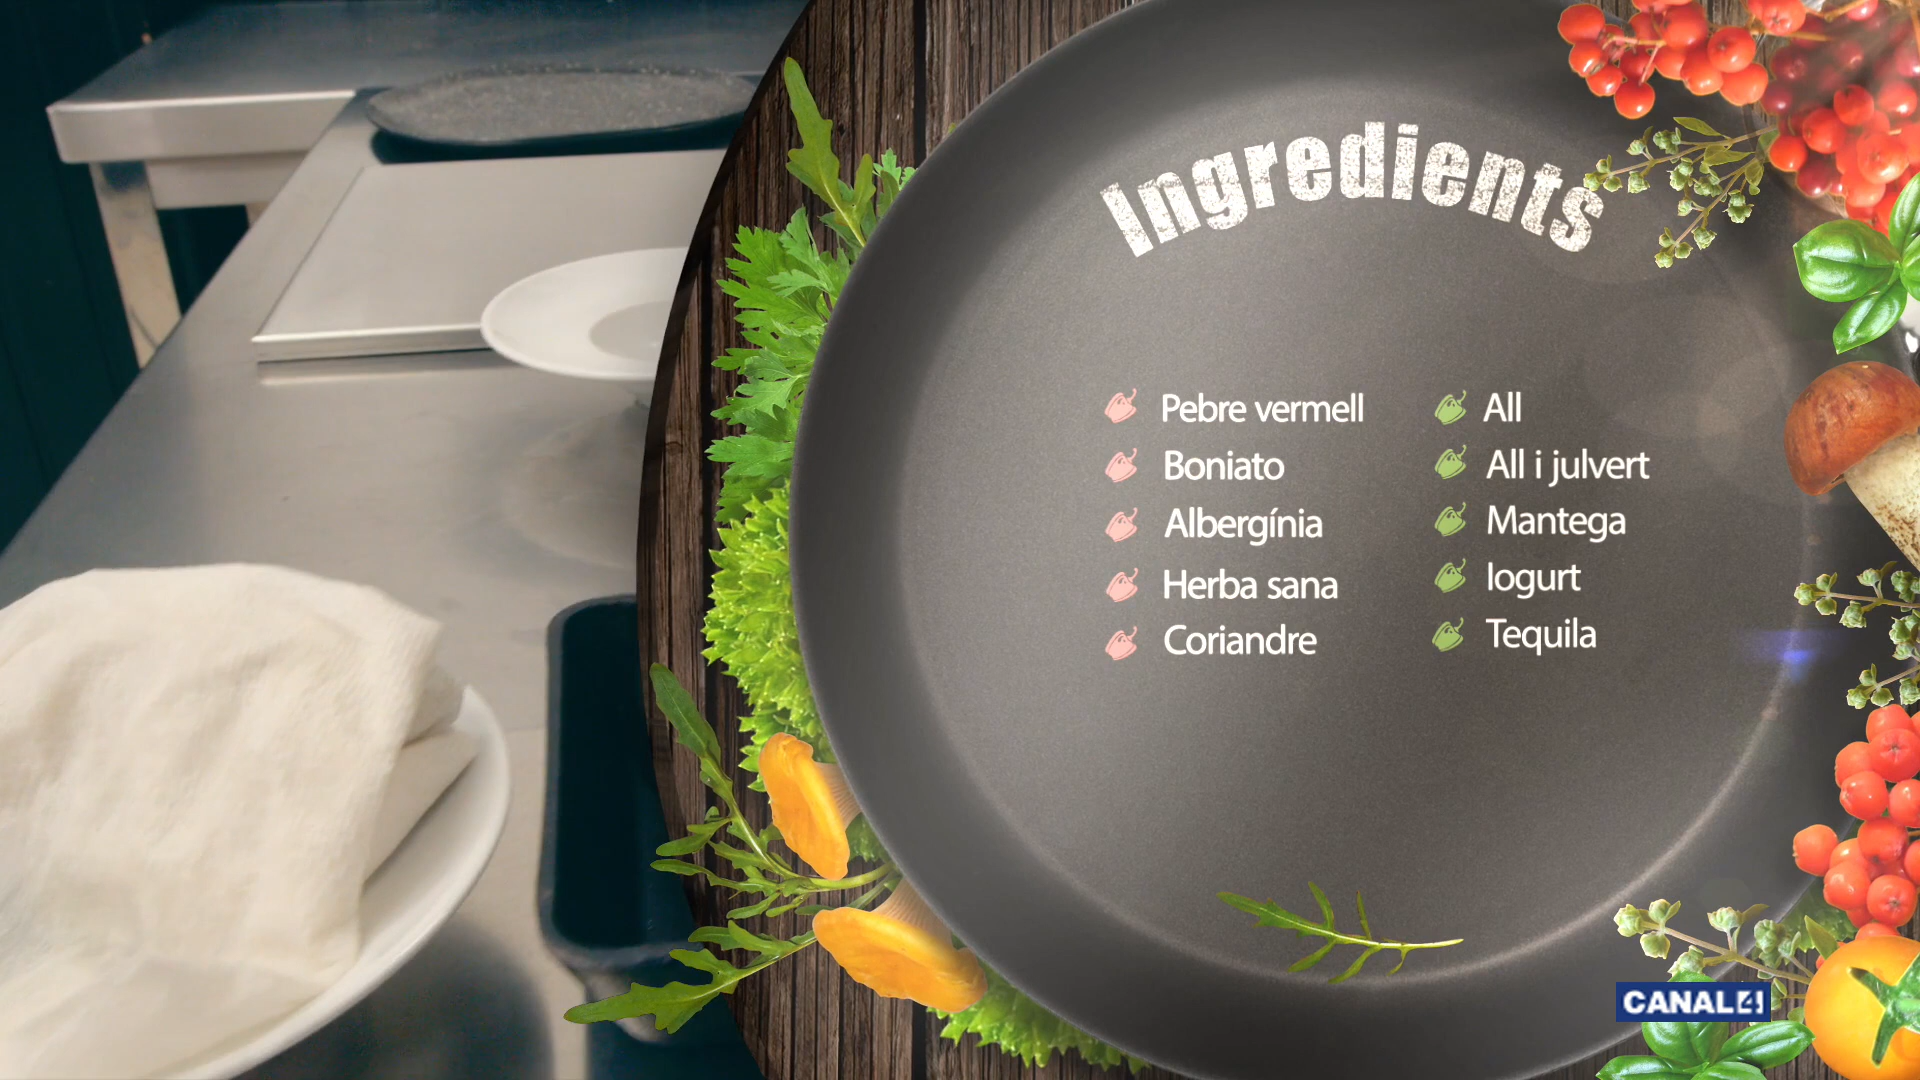 Ingredients
Pebre vermell
Boniato
Albergínia
Herba sana
Coriandre
All
All i julvert
Mantega
Iogurt
Tequila
CANAL4